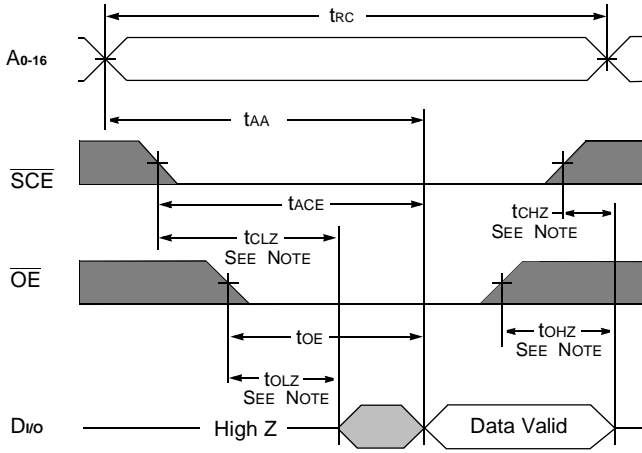 tRC
A0-16
tAA
SCE
tACE
tCHZ
SEE NOTE
tCLZ
SEE NOTE
OE
tOE
tOHZ
SEE NOTE
tOLZ
SEE NOTE
DI/O
High Z
Data Valid